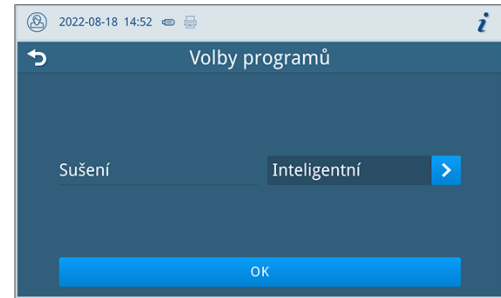 2022-08-18 14:52
i
Volby programů
Sušení
Inteligentní
OK